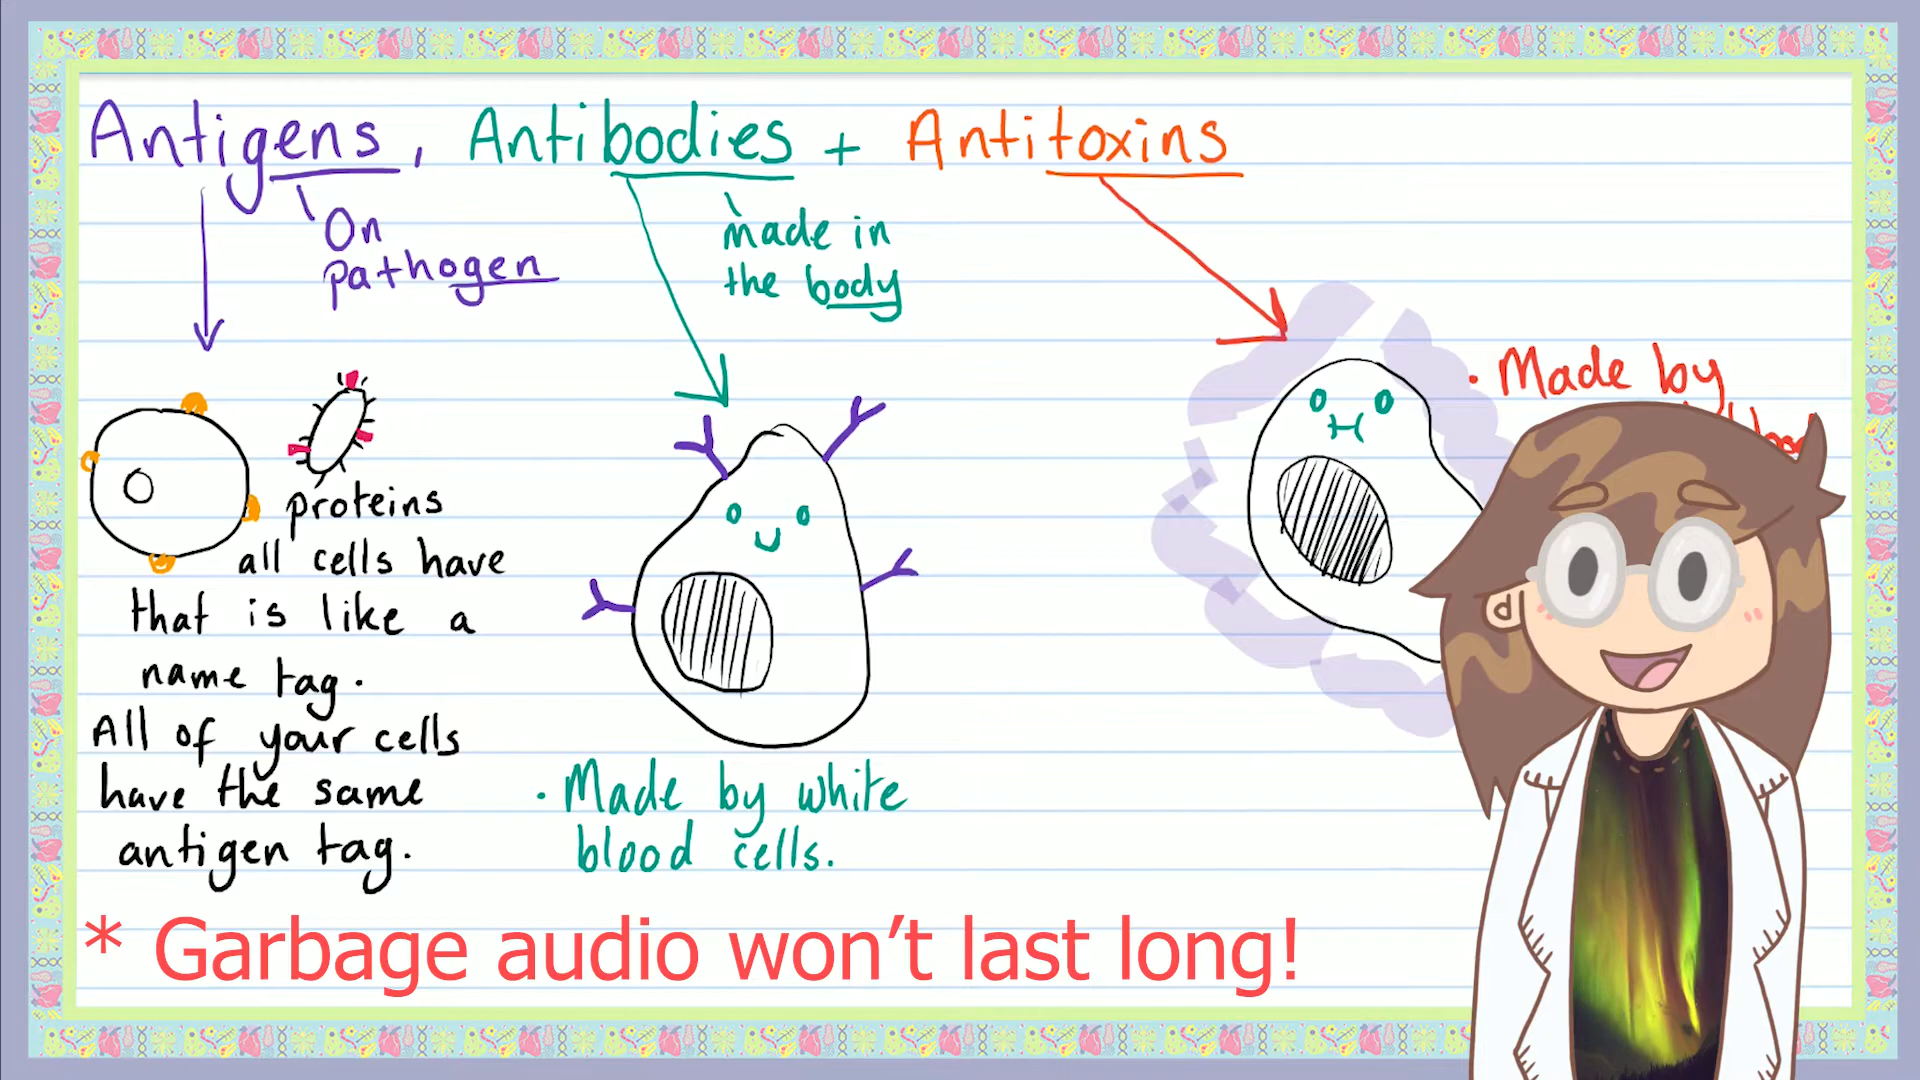 Antigens, Antibodies + Antitoxins
On
pathogen
made in
the body
proteins
all cells have
that is like a
name tag.
All of your cells
have the same
antigen tag.
· Made by white
blood cells.
· Made by
* Garbage audio won't last long!